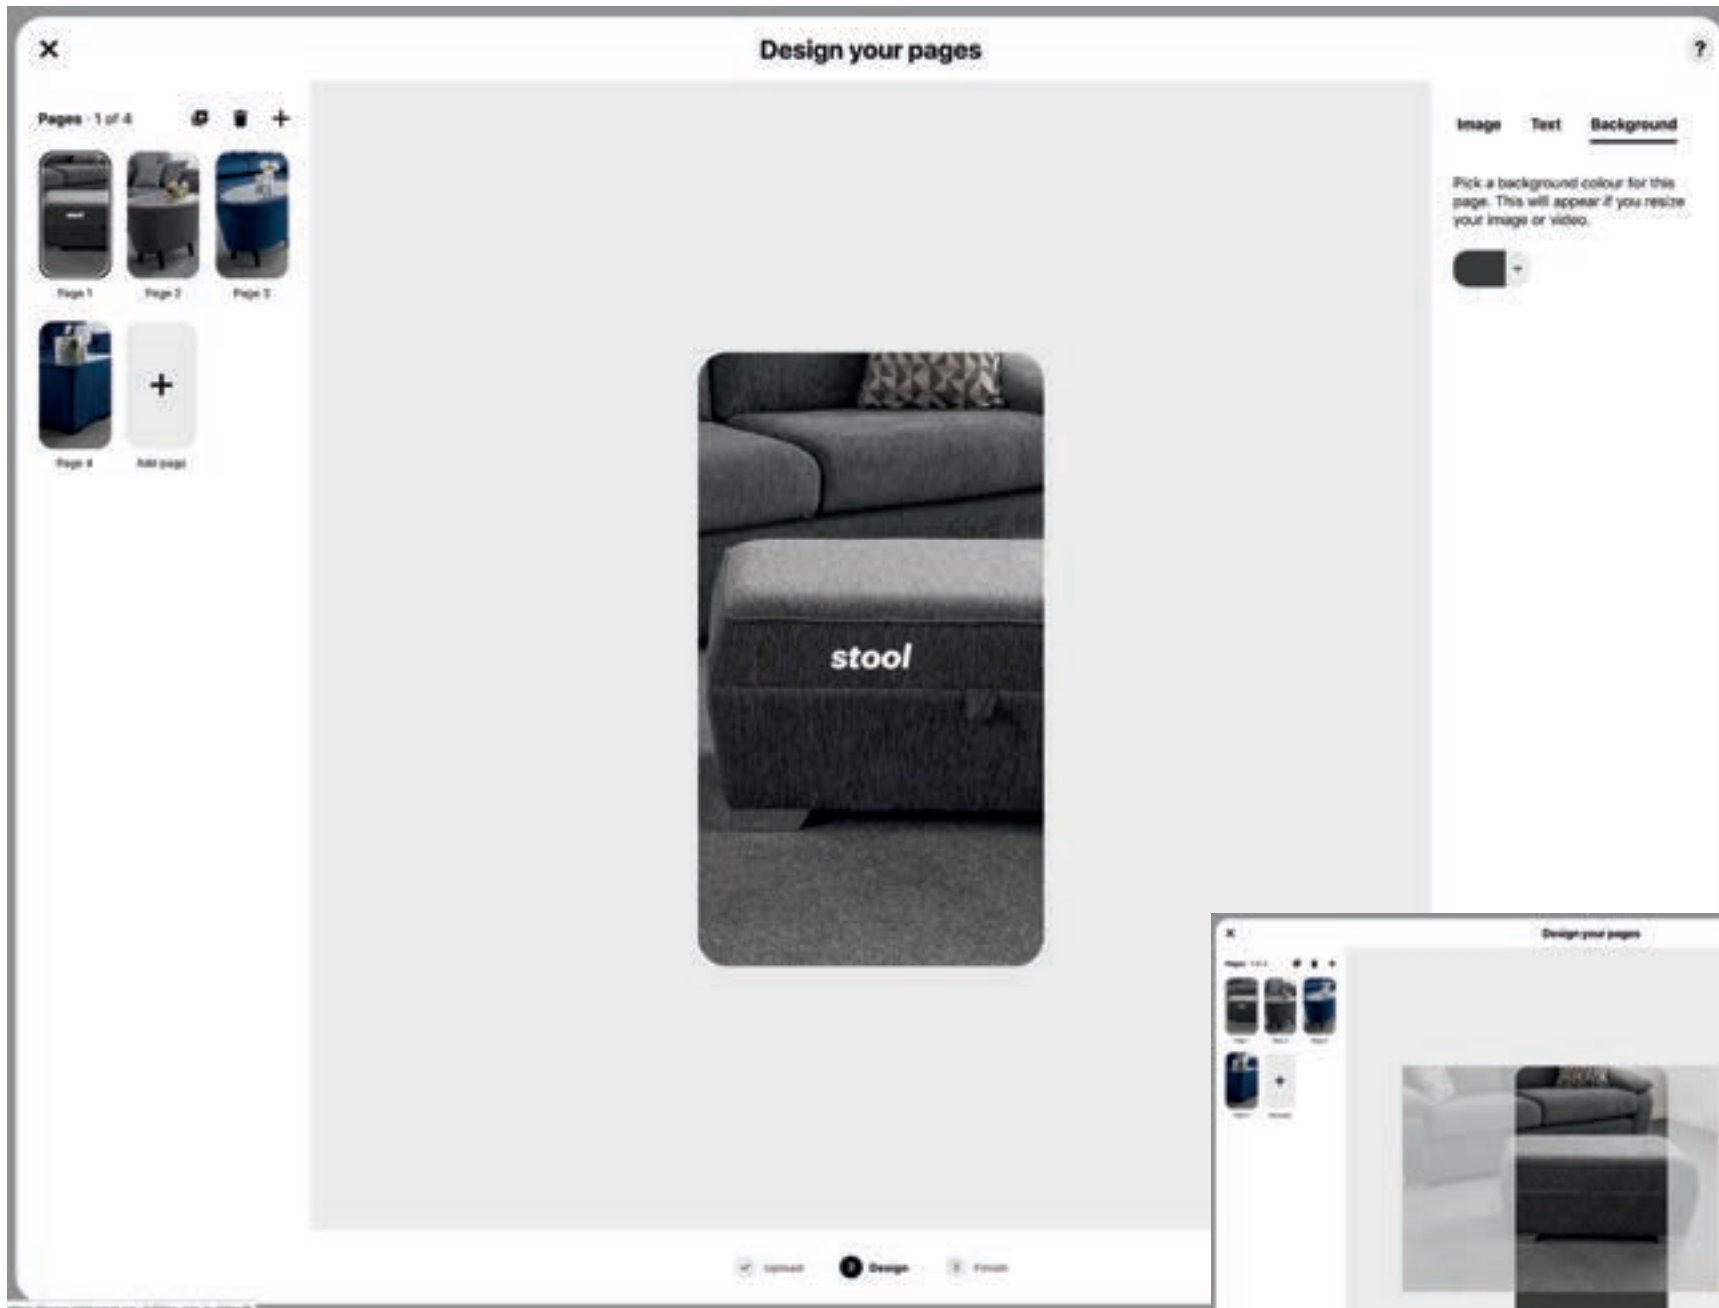 Design your pages
?
Pages · 1 of 4
Image Text Background
Pick a background colour for this
page. This will appear if you resize
your image or video.
Page 1 Page 2 Page 3
stool
Page 4 Add page
Upload Design Finish
Design your pages
Pages